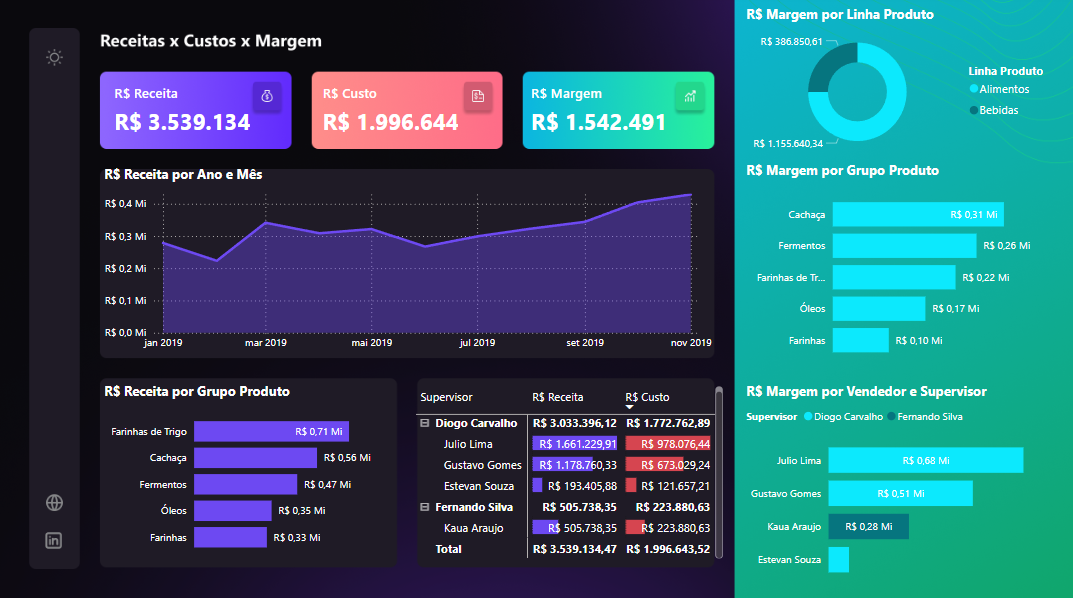 Receitas x Custos x Margem
R$ Receita
R$ 3.539.134
R$ Custo
R$ 1.996.644
R$ Margem
R$ 1.542.491
R$ Receita por Ano e Mês
R$ 0,4 Mi
R$ 0,3 Mi
R$ 0,2 Mi
R$ 0,1 Mi
R$ 0,0 Mi
jan 2019 mar 2019 mai 2019 jul 2019 set 2019 nov 2019
R$ Receita por Grupo Produto
Farinhas de Trigo R$ 0,71 Mi
Cachaça R$ 0,56 Mi
Fermentos R$ 0,47 Mi
Óleos R$ 0,35 Mi
Farinhas R$ 0,33 Mi
Supervisor R$ Receita R$ Custo
Diogo Carvalho R$ 3.033.396,12 R$ 1.772.762,89
Julio Lima R$ 1.661.229,91 R$ 978.076,44
Gustavo Gomes R$ 1.178.760,33 R$ 673.029,24
Estevan Souza R$ 193.405,88 R$ 121.657,21
Fernando Silva R$ 505.738,35 R$ 223.880,63
Kaua Araujo R$ 505.738,35 R$ 223.880,63
Total R$ 3.539.134,47 R$ 1.996.643,52
R$ Margem por Linha Produto
R$ 386.850,61
R$ 1.155.640,34
Linha Produto
Alimentos
Bebidas
R$ Margem por Grupo Produto
Cachaça R$ 0,31 Mi
Fermentos R$ 0,26 Mi
Farinhas de Tr... R$ 0,22 Mi
Óleos R$ 0,17 Mi
Farinhas R$ 0,10 Mi
R$ Margem por Vendedor e Supervisor
Supervisor Diogo Carvalho Fernando Silva
Julio Lima R$ 0,68 Mi
Gustavo Gomes R$ 0,51 Mi
Kaua Araujo R$ 0,28 Mi
Estevan Souza
in